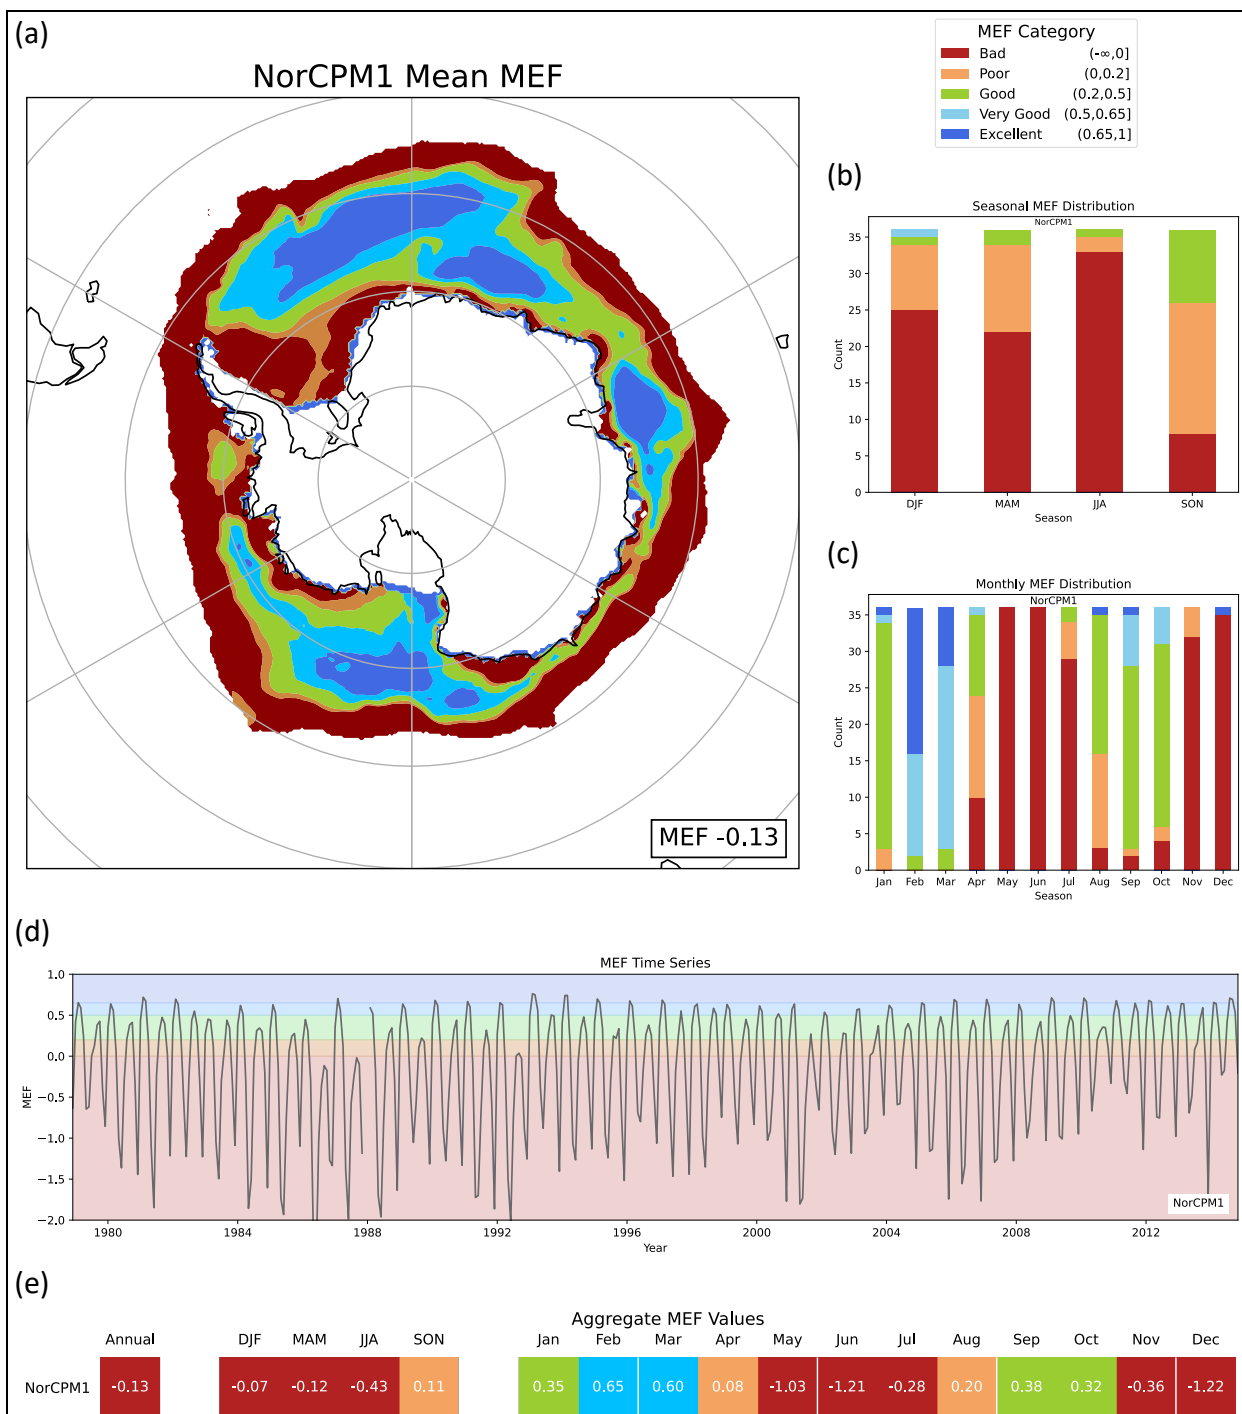 (a)
NorCPM1 Mean MEF
MEF -0.13
MEF Category
Bad (-∞,0]
Poor (0,0.2]
Good (0.2,0.5]
Very Good (0.5,0.65]
Excellent (0.65,1]
(b)
Seasonal MEF Distribution
NorCPM1
35
30
25
20
15
10
5
0
Count
DJF MAM JJA SON
Season
(c)
Monthly MEF Distribution
NorCPM1
35
30
25
20
15
10
5
0
Count
Jan Feb Mar Apr May Jun Jul Aug Sep Oct Nov Dec
Season
(d)
MEF Time Series
1.0
0.5
0.0
−0.5
−1.0
−1.5
−2.0
MEF
NorCPM1
1980 1984 1988 1992 1996 2000 2004 2008 2012
Year
(e)
Aggregate MEF Values
Annual DJF MAM JJA SON Jan Feb Mar Apr May Jun Jul Aug Sep Oct Nov Dec
NorCPM1 -0.13 -0.07 -0.12 -0.43 0.11 0.35 0.65 0.60 0.08 -1.03 -1.21 -0.28 0.20 0.38 0.32 -0.36 -1.22